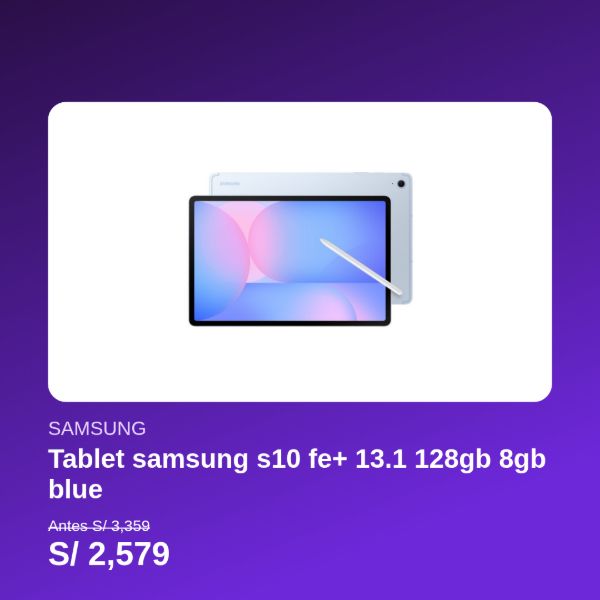 SAMSUNG
Tablet samsung s10 fe+ 13.1 128gb 8gb
blue
Antes S/ 3,359
S/ 2,579